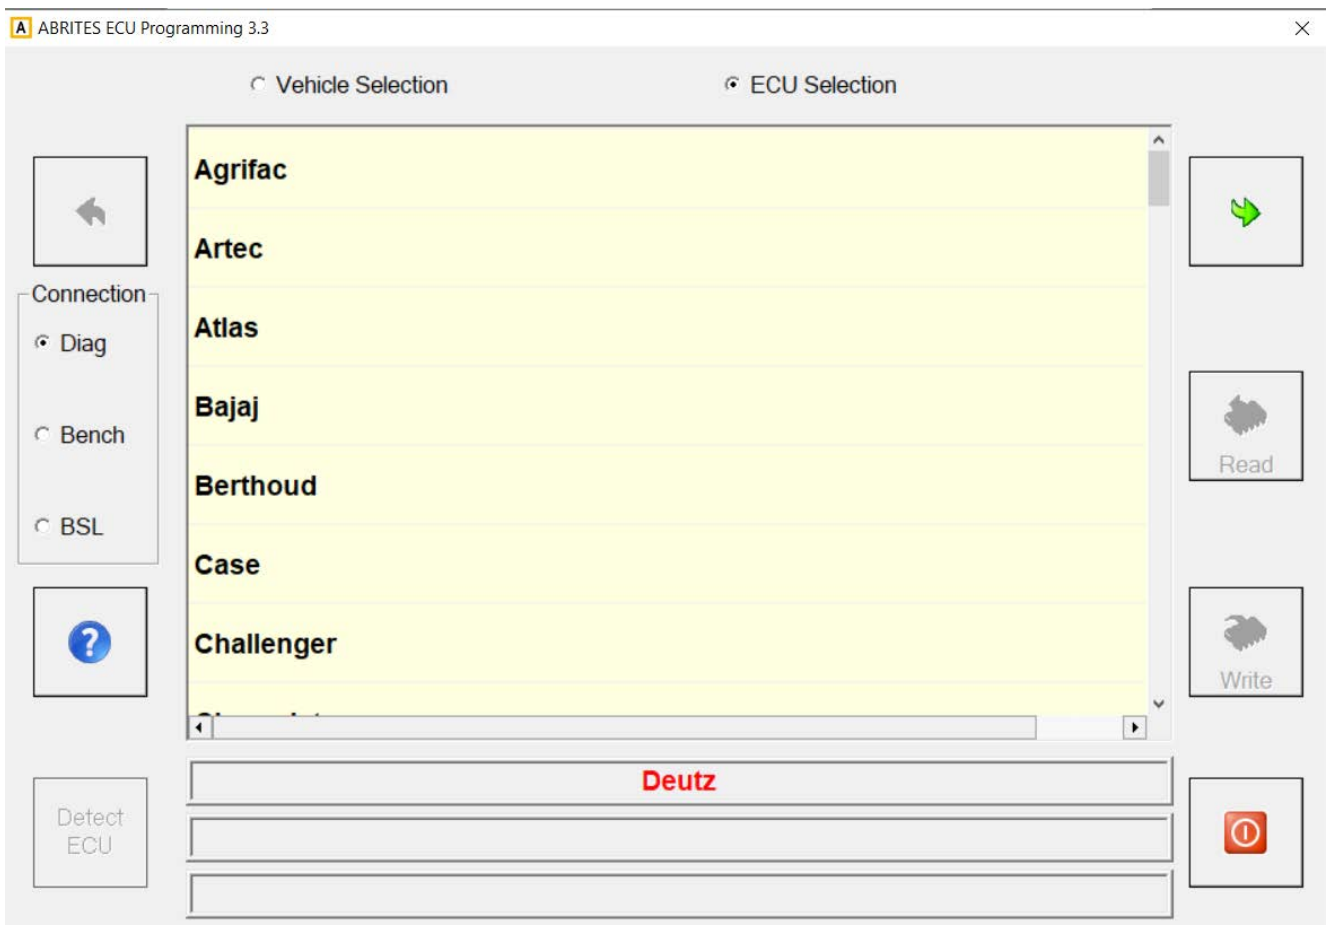 A ABRITES ECU Programming 3.3
Vehicle Selection
ECU Selection
Agrifac
Artec
Atlas
Bajaj
Berthoud
Case
Challenger
Connection
Diag
Bench
BSL
Detect
ECU
Read
Write
Deutz